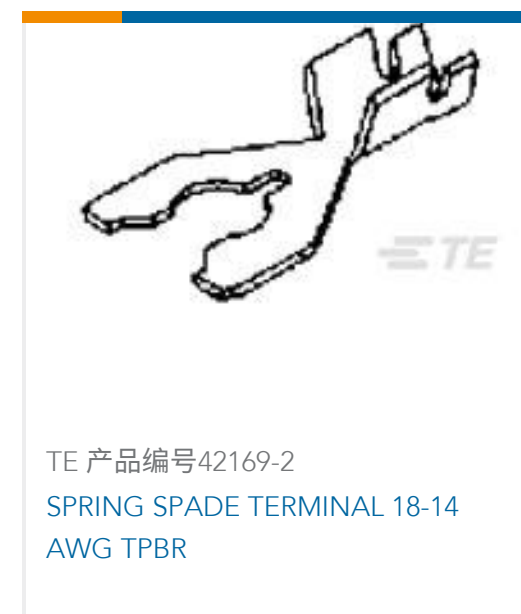 TE
TE 产品编号42169-2
SPRING SPADE TERMINAL 18-14
AWG TPBR